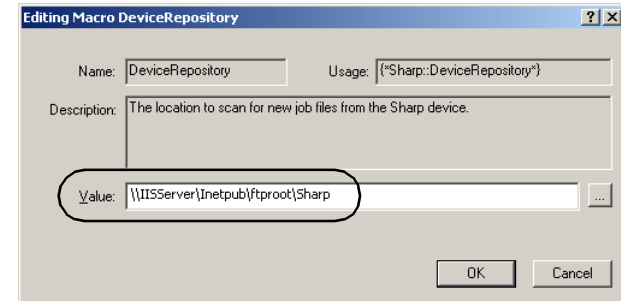 Editing Macro DeviceRepository
Name: DeviceRepository Usage: {*Sharp::DeviceRepository*}
Description: The location to scan for new job files from the Sharp device.
Value: \\IISServer\Inetpub\ftproot\Sharp ...
OK Cancel